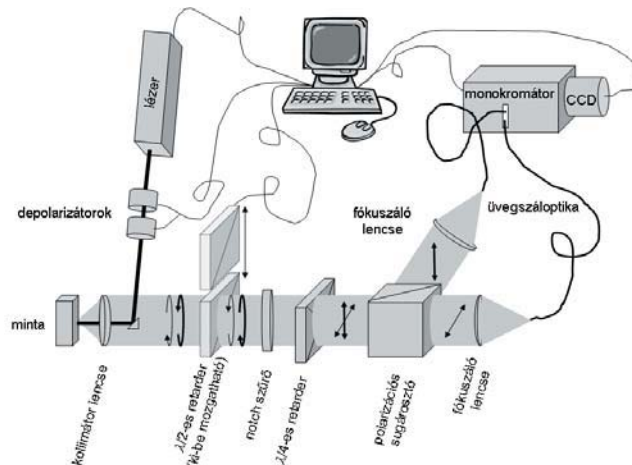 lézer
monokromátor
CCD
depolarizátorok
fókuszáló
lencse
üvegszáloptika
minta
kollimátor lencse
λ/2-es retarder
(ki-be mozgatható)
notch szűrő
λ/4-es retarder
polarizációs
sugárosztó
fókuszáló
lencse